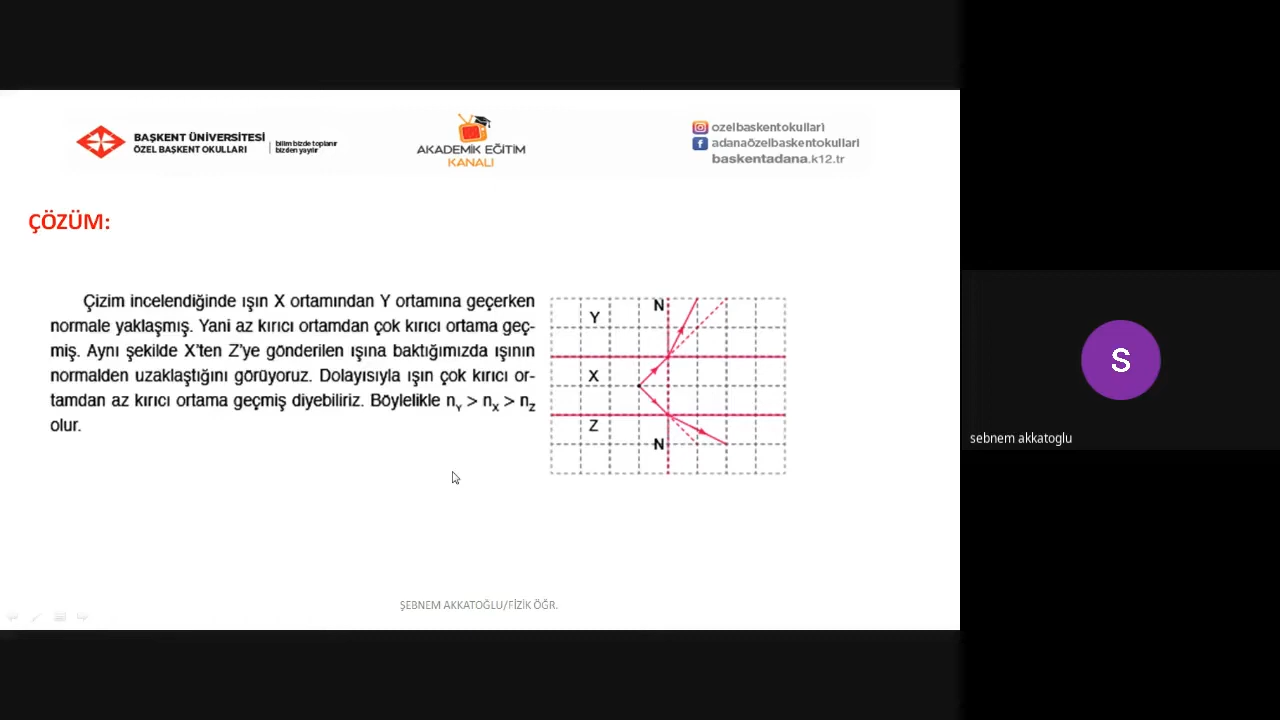 BAŞKENT ÜNİVERSİTESİ
ÖZEL BAŞKENT OKULLARI
bilim bizde toplanır
bizden yayılır
AKADEMİK EĞİTİM
KANALI
ozelbaskentokullari
adanaözelbaskentokullari
baskentadana.k12.tr
ÇÖZÜM:
Çizim incelendiğinde ışın X ortamından Y ortamına geçerken
normale yaklaşmış. Yani az kırıcı ortamdan çok kırıcı ortama geç-
miş. Aynı şekilde X'ten Z'ye gönderilen ışına baktığımızda ışının
normalden uzaklaştığını görüyoruz. Dolayısıyla ışın çok kırıcı or-
tamdan az kırıcı ortama geçmiş diyebiliriz. Böylelikle nY > nX > nZ
olur.
N
Y
X
Z
N
ŞEBNEM AKKATOĞLU/FİZİK ÖĞR.
S
sebnem akkatoglu